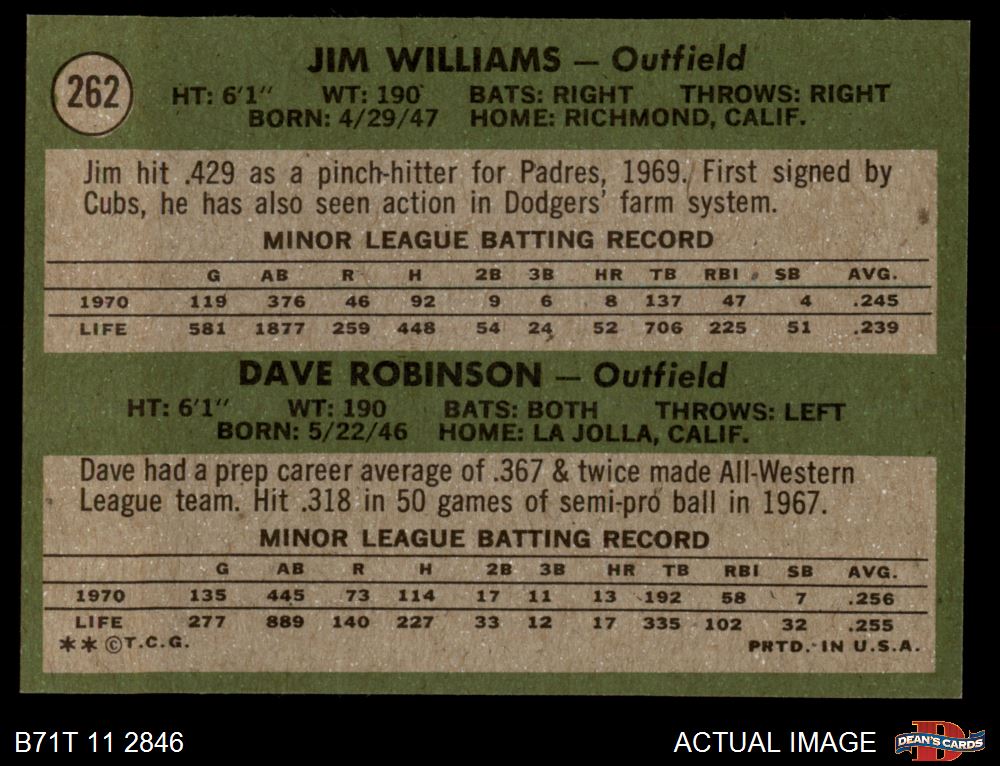 262
JIM WILLIAMS — Outfield
HT: 6'1" WT: 190 BATS: RIGHT THROWS: RIGHT
BORN: 4/29/47 HOME: RICHMOND, CALIF.
Jim hit .429 as a pinch-hitter for Padres, 1969. First signed by
Cubs, he has also seen action in Dodgers' farm system.
MINOR LEAGUE BATTING RECORD
G AB R H 2B 3B HR TB RBI SB AVG.
1970 119 376 46 92 9 6 8 137 47 4 .245
LIFE 581 1877 259 448 54 24 52 706 225 51 .239
DAVE ROBINSON — Outfield
HT: 6'1" WT: 190 BATS: BOTH THROWS: LEFT
BORN: 5/22/46 HOME: LA JOLLA, CALIF.
Dave had a prep career average of .367 & twice made All-Western
League team. Hit .318 in 50 games of semi-pro ball in 1967.
MINOR LEAGUE BATTING RECORD
G AB R H 2B 3B HR TB RBI SB AVG.
1970 135 445 73 114 17 11 13 192 58 7 .256
LIFE 277 889 140 227 33 12 17 335 102 32 .255
**©T.C.G. PRTD. IN U.S.A.
B71T 11 2846 ACTUAL IMAGE DEAN'S CARDS